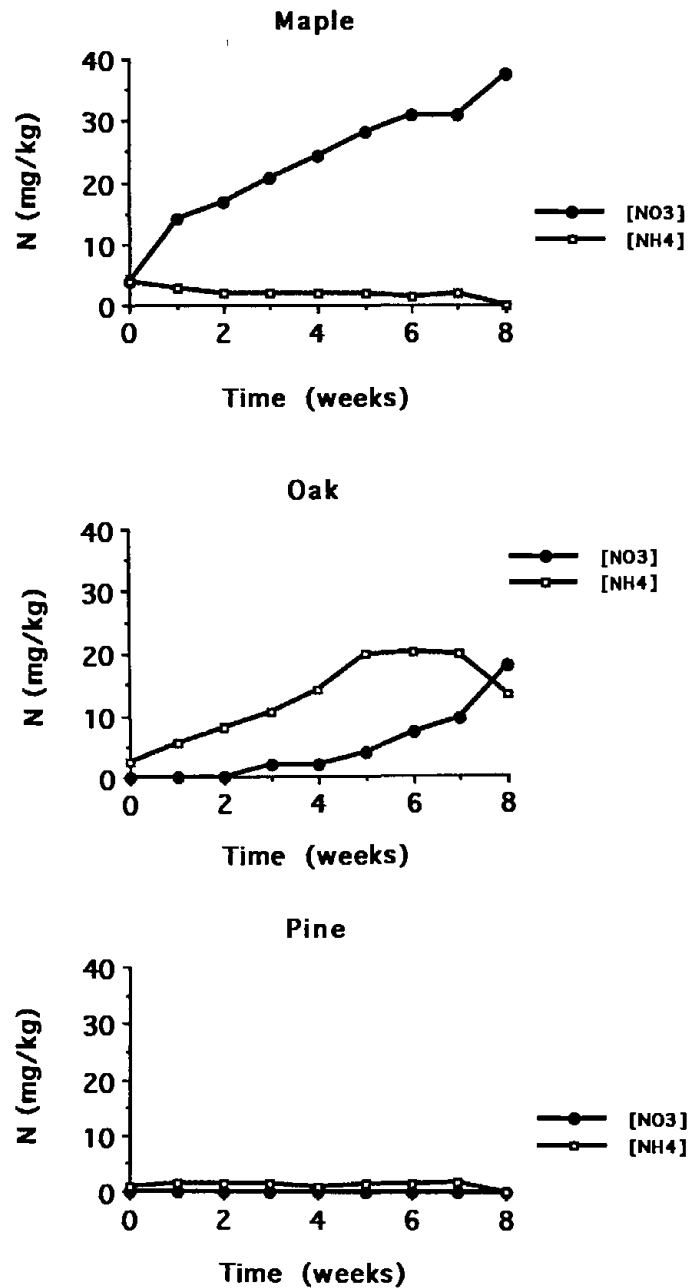 Maple
40
30
20
10
0
N (mg/kg)
0 2 4 6 8
Time (weeks)
[NO3]
[NH4]
Oak
40
30
20
10
0
N (mg/kg)
0 2 4 6 8
Time (weeks)
[NO3]
[NH4]
Pine
40
30
20
10
0
N (mg/kg)
0 2 4 6 8
Time (weeks)
[NO3]
[NH4]